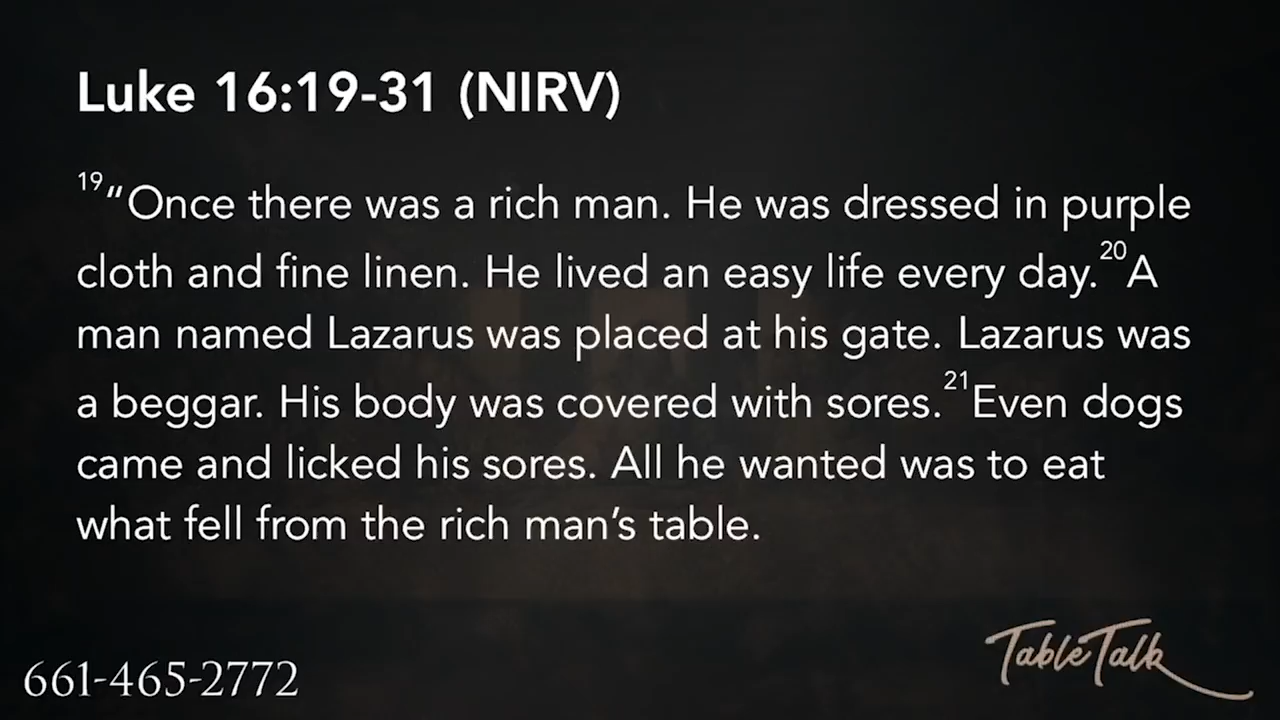 Luke 16:19-31 (NIRV)
19“Once there was a rich man. He was dressed in purple
cloth and fine linen. He lived an easy life every day.20A
man named Lazarus was placed at his gate. Lazarus was
a beggar. His body was covered with sores.21Even dogs
came and licked his sores. All he wanted was to eat
what fell from the rich man’s table.
661-465-2772
TableTalk